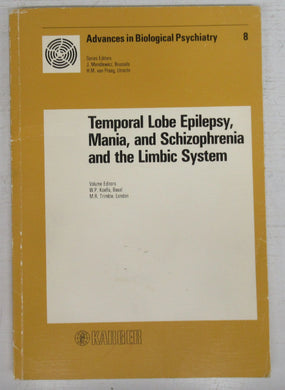 Advances in Biological Psychiatry 8
Series Editors
J. Mendlewicz, Brussels
H.M. van Praag, Utrecht
Temporal Lobe Epilepsy,
Mania, and Schizophrenia
and the Limbic System
Volume Editors
W.P. Koella, Basel
M.R. Trimble, London
KARGER